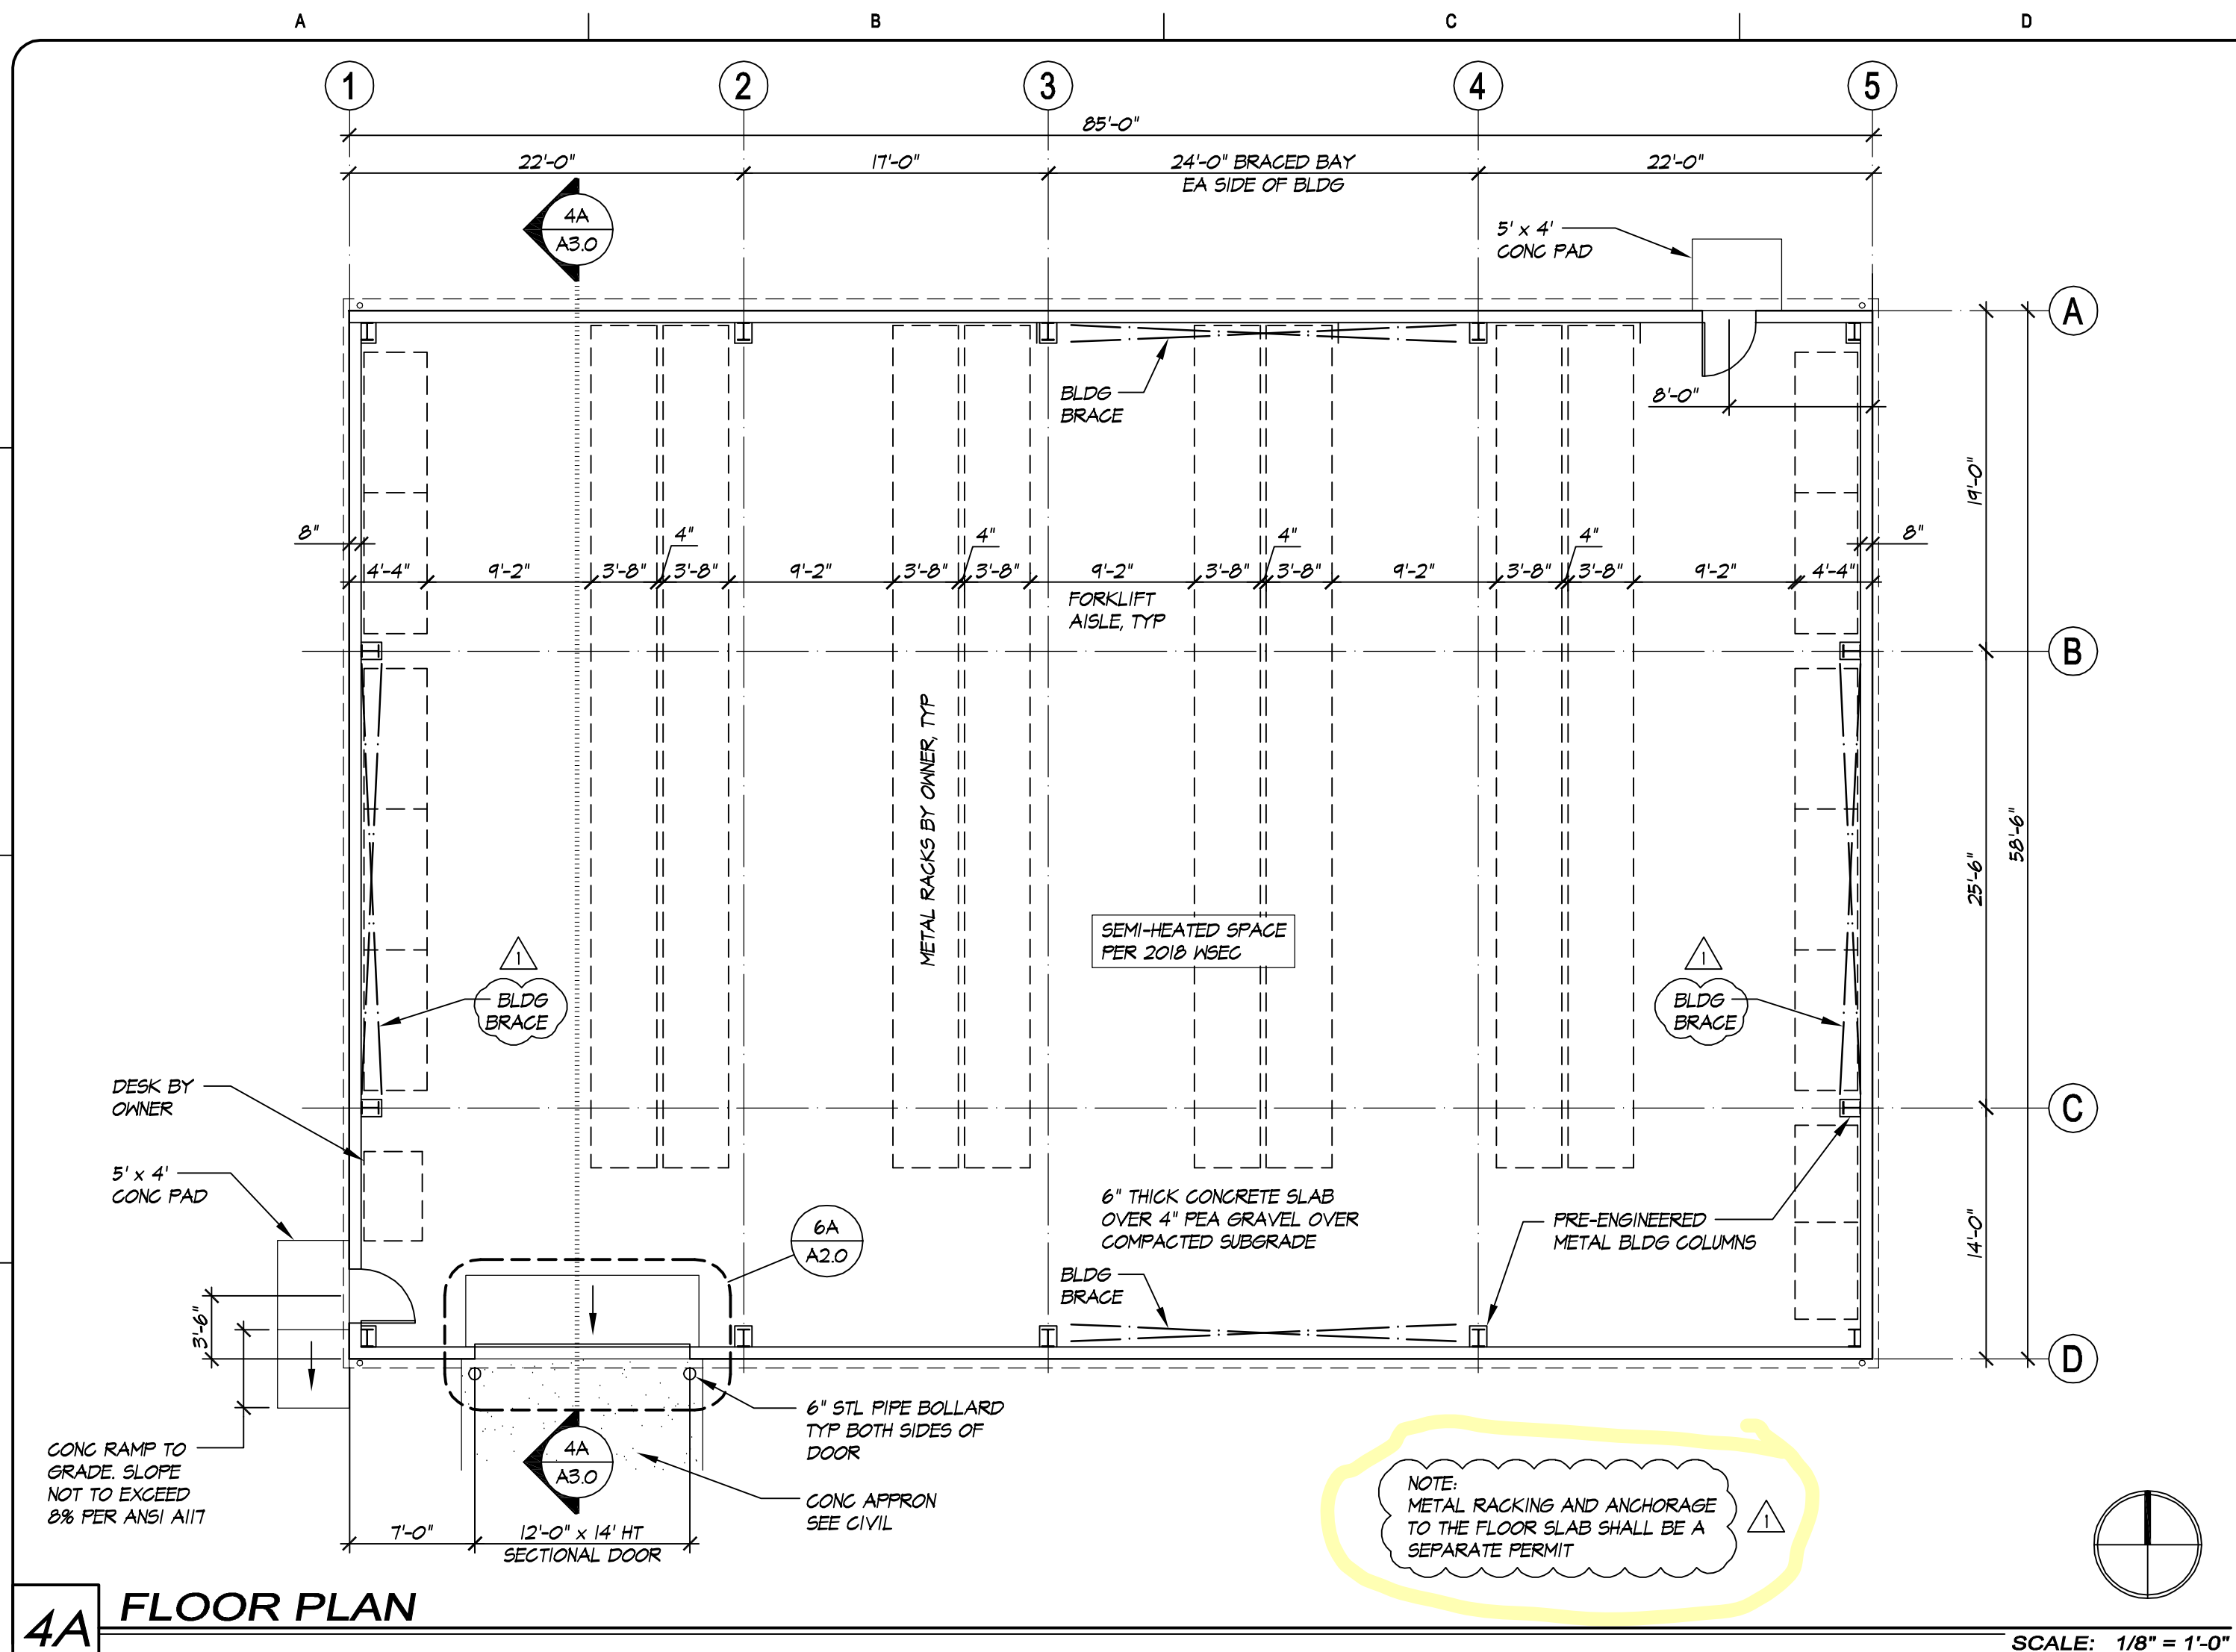 A B C D
1 2 3 4 5
85'-0"
22'-0" 17'-0" 24'-0" BRACED BAY 22'-0"
EA SIDE OF BLDG
4A
A3.0
5' x 4'
CONC PAD
A
BLDG
BRACE
8'-0"
19'-0"
8" 4" 4" 4" 4" 8"
4'-4" 9'-2" 3'-8" 3'-8" 9'-2" 3'-8" 3'-8" 9'-2" 3'-8" 3'-8" 9'-2" 3'-8" 3'-8" 9'-2" 4'-4"
FORKLIFT
AISLE, TYP
B
METAL RACKS BY OWNER, TYP
58'-6"
25'-6"
SEMI-HEATED SPACE
PER 2018 WSEC
1
BLDG
BRACE
1
BLDG
BRACE
DESK BY
OWNER
C
5' x 4'
CONC PAD
6A
A2.0
6" THICK CONCRETE SLAB
OVER 4" PEA GRAVEL OVER
COMPACTED SUBGRADE
PRE-ENGINEERED
METAL BLDG COLUMNS
14'-0"
BLDG
BRACE
3'-6"
D
6" STL PIPE BOLLARD
TYP BOTH SIDES OF
DOOR
CONC RAMP TO
GRADE. SLOPE
NOT TO EXCEED
8% PER ANSI A117
4A
A3.0
CONC APPRON
SEE CIVIL
7'-0" 12'-0" x 14' HT
SECTIONAL DOOR
NOTE:
METAL RACKING AND ANCHORAGE
TO THE FLOOR SLAB SHALL BE A
SEPARATE PERMIT
1
4A FLOOR PLAN
SCALE: 1/8" = 1'-0"